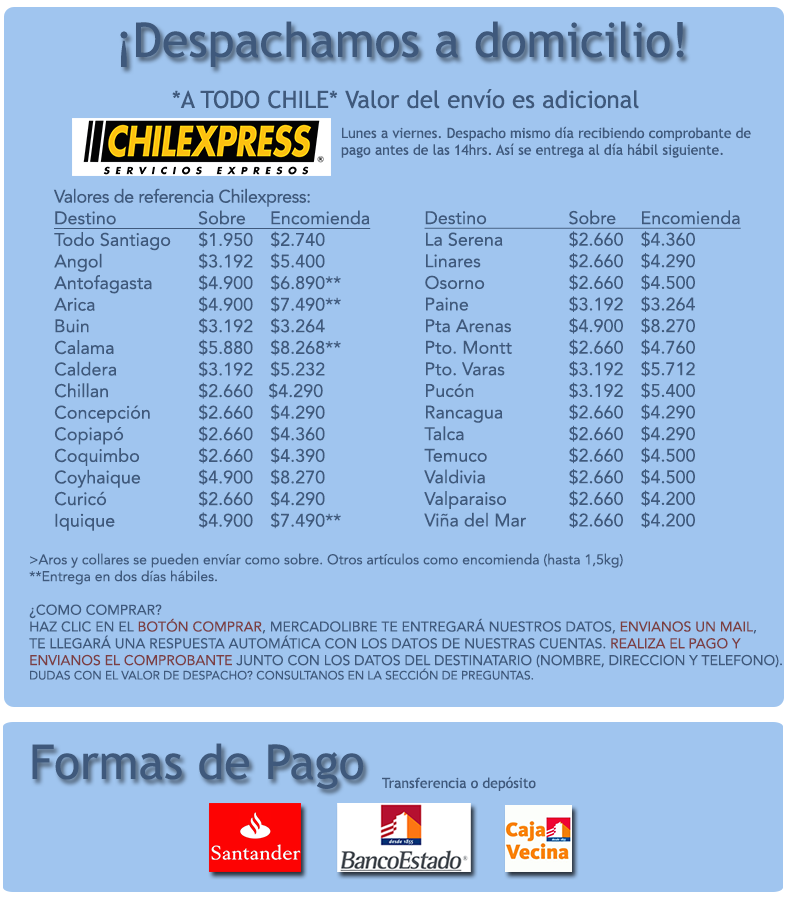 ¡Despachamos a domicilio!
*A TODO CHILE* Valor del envío es adicional
CHILEXPRESS®
SERVICIOS EXPRESOS
Lunes a viernes. Despacho mismo día recibiendo comprobante de
pago antes de las 14hrs. Así se entrega al día hábil siguiente.
Valores de referencia Chilexpress:
Destino Sobre Encomienda
Todo Santiago $1.950 $2.740
Angol $3.192 $5.400
Antofagasta $4.900 $6.890**
Arica $4.900 $7.490**
Buin $3.192 $3.264
Calama $5.880 $8.268**
Caldera $3.192 $5.232
Chillan $2.660 $4.290
Concepción $2.660 $4.290
Copiapó $2.660 $4.360
Coquimbo $2.660 $4.390
Coyhaique $4.900 $8.270
Curicó $2.660 $4.290
Iquique $4.900 $7.490**
Destino Sobre Encomienda
La Serena $2.660 $4.360
Linares $2.660 $4.290
Osorno $2.660 $4.500
Paine $3.192 $3.264
Pta Arenas $4.900 $8.270
Pto. Montt $2.660 $4.760
Pto. Varas $3.192 $5.712
Pucón $3.192 $5.400
Rancagua $2.660 $4.290
Talca $2.660 $4.290
Temuco $2.660 $4.500
Valdivia $2.660 $4.500
Valparaiso $2.660 $4.200
Viña del Mar $2.660 $4.200
>Aros y collares se pueden envíar como sobre. Otros artículos como encomienda (hasta 1,5kg)
**Entrega en dos días hábiles.
¿COMO COMPRAR?
HAZ CLIC EN EL BOTÓN COMPRAR, MERCADOLIBRE TE ENTREGARÁ NUESTROS DATOS, ENVIANOS UN MAIL,
TE LLEGARÁ UNA RESPUESTA AUTOMÁTICA CON LOS DATOS DE NUESTRAS CUENTAS. REALIZA EL PAGO Y
ENVIANOS EL COMPROBANTE JUNTO CON LOS DATOS DEL DESTINATARIO (NOMBRE, DIRECCION Y TELEFONO).
DUDAS CON EL VALOR DE DESPACHO? CONSULTANOS EN LA SECCIÓN DE PREGUNTAS.
Formas de Pago
Transferencia o depósito
Santander
desde 1855
BancoEstado®
Caja
Vecina